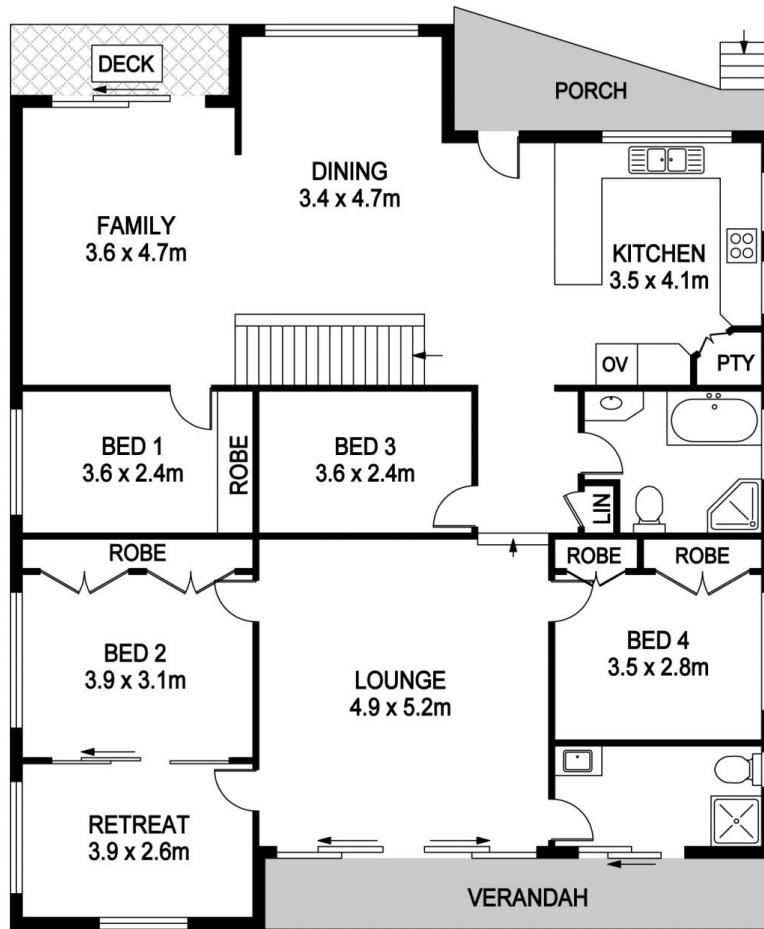 DECK
PORCH
DINING
3.4 x 4.7m
FAMILY
3.6 x 4.7m
KITCHEN
3.5 x 4.1m
OV
PTY
BED 1
3.6 x 2.4m
ROBE
BED 3
3.6 x 2.4m
LIN
ROBE
ROBE
ROBE
BED 2
3.9 x 3.1m
LOUNGE
4.9 x 5.2m
BED 4
3.5 x 2.8m
RETREAT
3.9 x 2.6m
VERANDAH